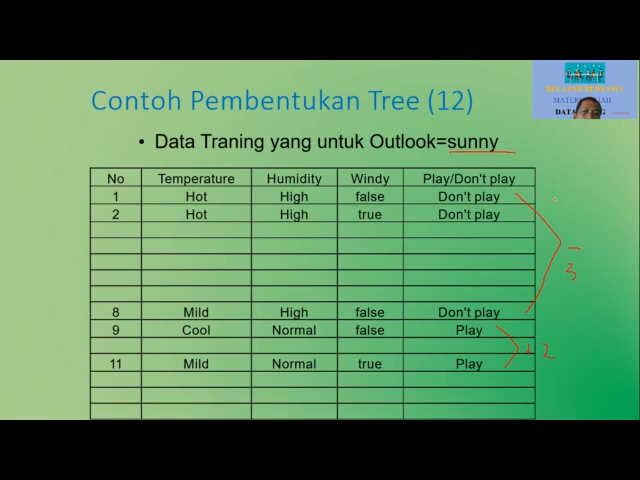 Contoh Pembentukan Tree (12)
BELAJAR BERSAMA
• Data Traning yang untuk Outlook=sunny
No Temperature Humidity Windy Play/Don't play
1 Hot High false Don't play
2 Hot High true Don't play
8 Mild High false Don't play
9 Cool Normal false Play
11 Mild Normal true Play
− 3
+ 2